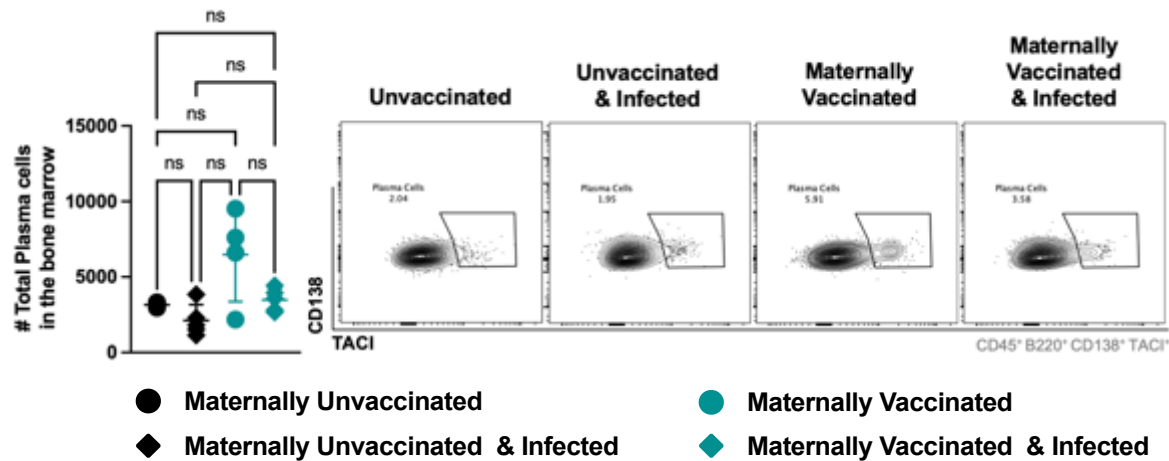 ns
ns
ns
ns
ns
ns
15000
10000
5000
0
# Total Plasma cells
in the bone marrow
Unvaccinated
Unvaccinated
& Infected
Maternally
Vaccinated
Maternally
Vaccinated
& Infected
Plasma Cells
2.04
Plasma Cells
1.95
Plasma Cells
5.91
Plasma Cells
3.58
CD138
TACI
CD45⁺ B220⁺ CD138⁺ TACI⁺
Maternally Unvaccinated
Maternally Vaccinated
Maternally Unvaccinated & Infected
Maternally Vaccinated & Infected